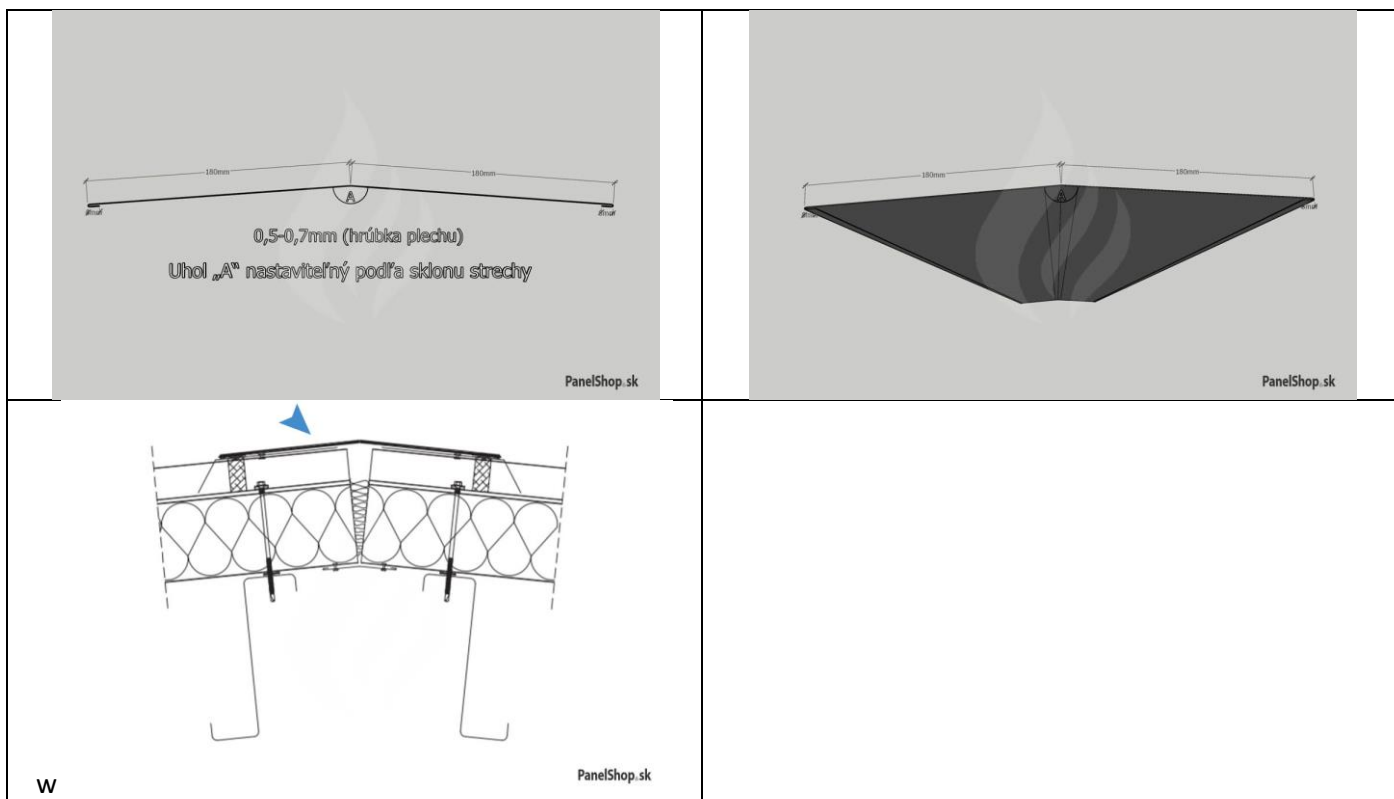 180mm
180mm
A
0,5-0,7mm (hrúbka plechu)
Uhol „A“ nastaviteľný podľa sklonu strechy
PanelShop.sk
180mm
180mm
A
PanelShop.sk
w
PanelShop.sk